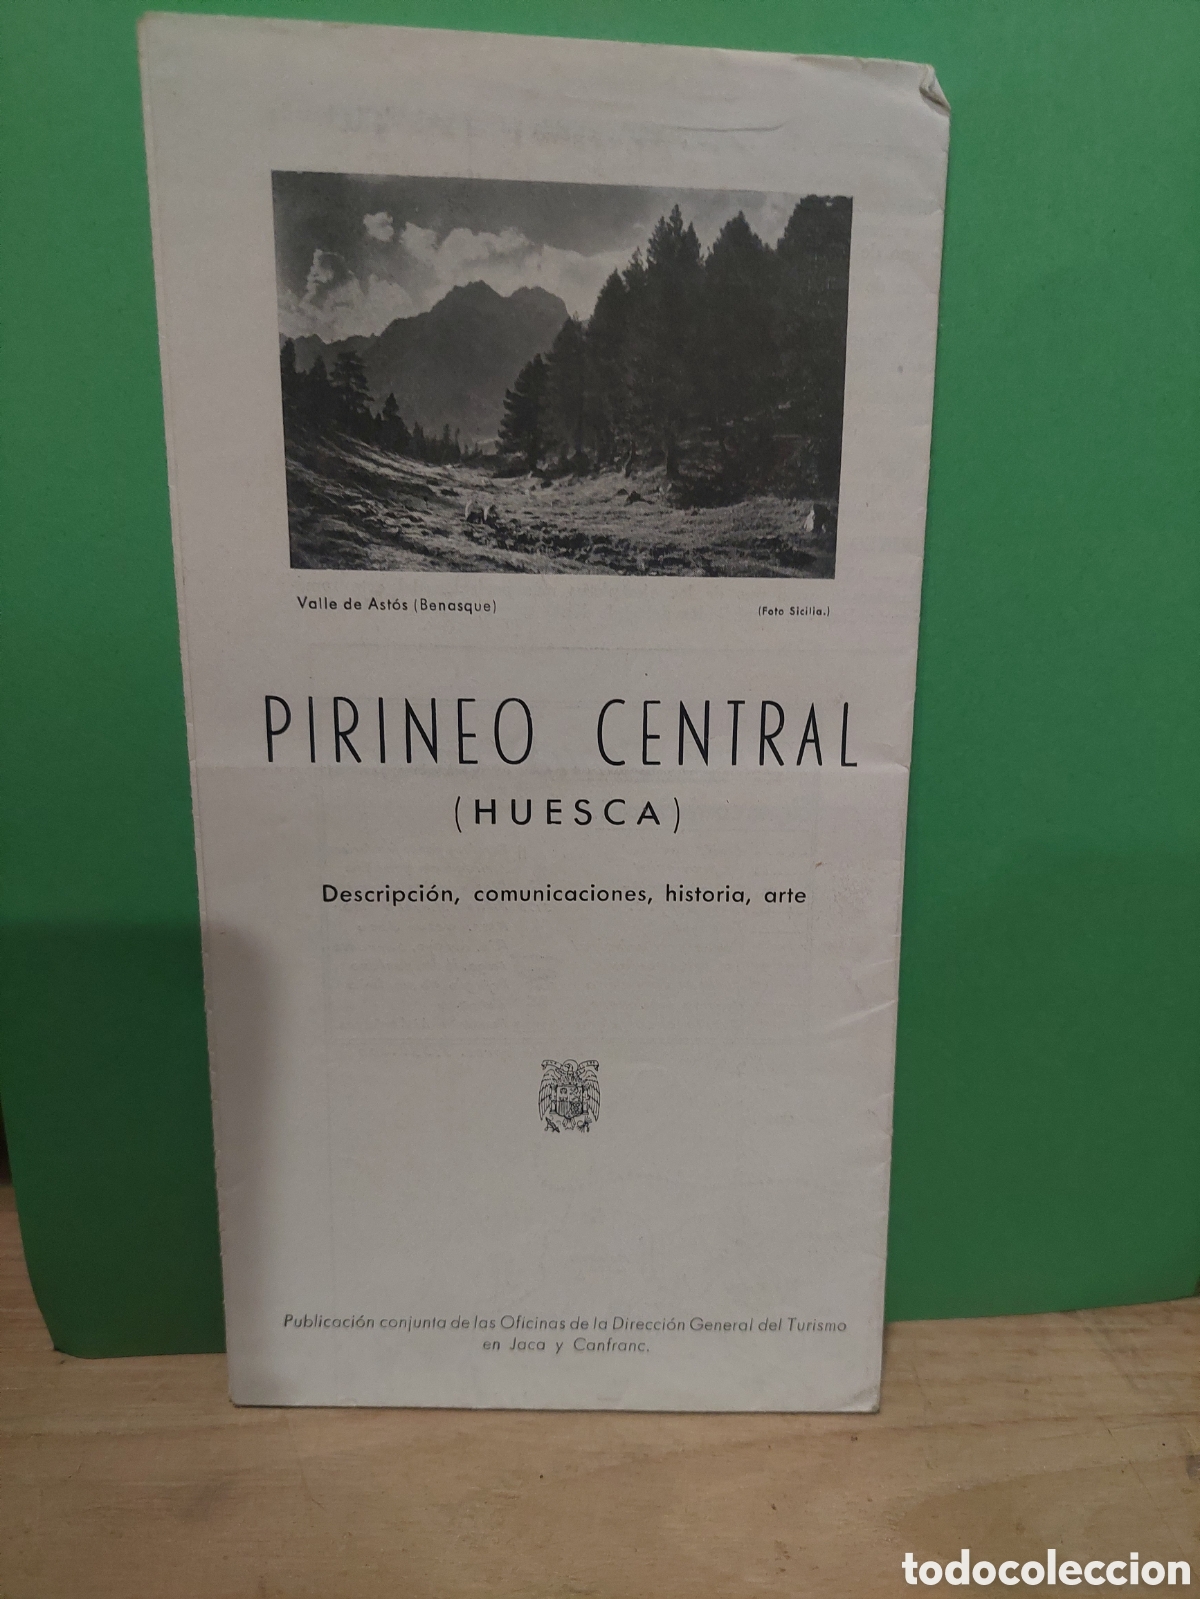 Valle de Astós (Benasque)
(Foto Sicilia.)
PIRINEO CENTRAL
(HUESCA)
Descripción, comunicaciones, historia, arte
Publicación conjunta de las Oficinas de la Dirección General del Turismo
en Jaca y Canfranc.
todocoleccion